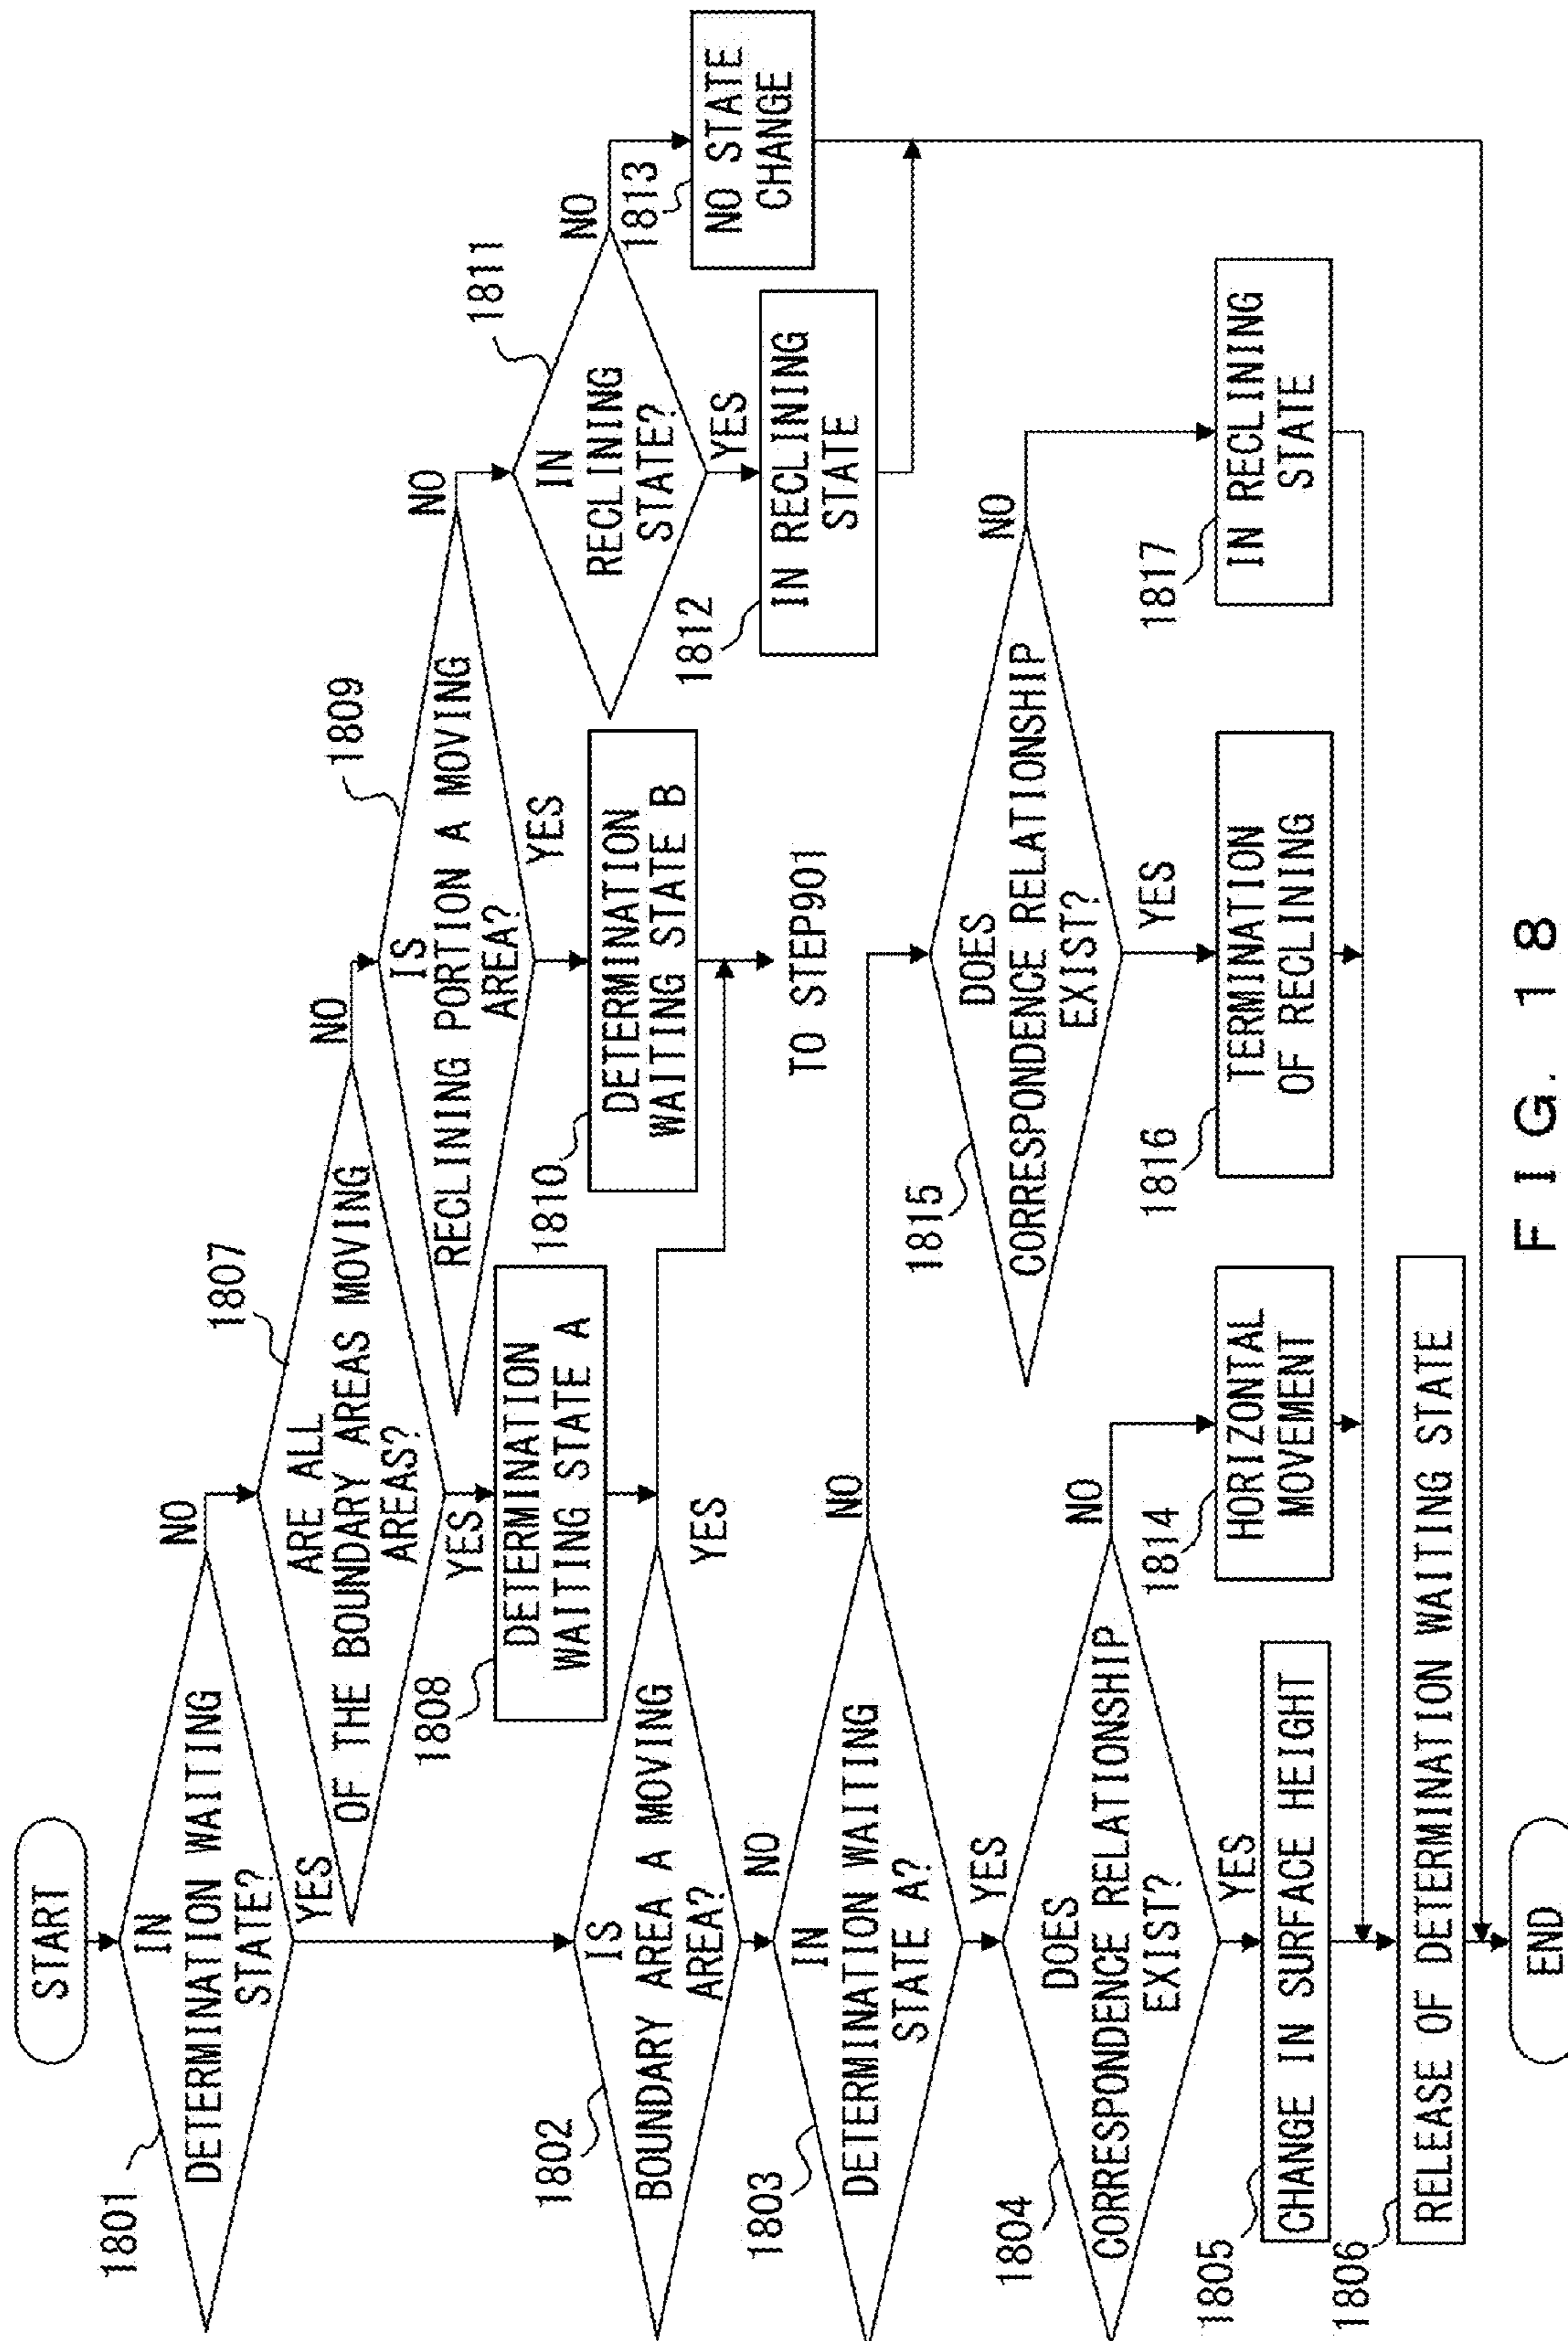 START
1801
IN
DETERMINATION WAITING
STATE?
NO
YES
1807
ARE ALL
OF THE BOUNDARY AREAS MOVING
AREAS?
NO
YES
1808
DETERMINATION
WAITING STATE A
1809
IS
RECLINING PORTION A MOVING
AREA?
NO
YES
1810
DETERMINATION
WAITING STATE B
TO STEP901
1811
IN
RECLINING
STATE?
NO
YES
1812
IN RECLINING
STATE
1813
NO STATE
CHANGE
1802
IS
BOUNDARY AREA A MOVING
AREA?
YES
NO
1803
IN
DETERMINATION WAITING
STATE A?
NO
YES
1804
DOES
CORRESPONDENCE RELATIONSHIP
EXIST?
NO
YES
1805
CHANGE IN SURFACE HEIGHT
1814
HORIZONTAL
MOVEMENT
1815
DOES
CORRESPONDENCE RELATIONSHIP
EXIST?
NO
YES
1816
TERMINATION
OF RECLINING
1817
IN RECLINING
STATE
1806
RELEASE OF DETERMINATION WAITING STATE
END
FIG. 18